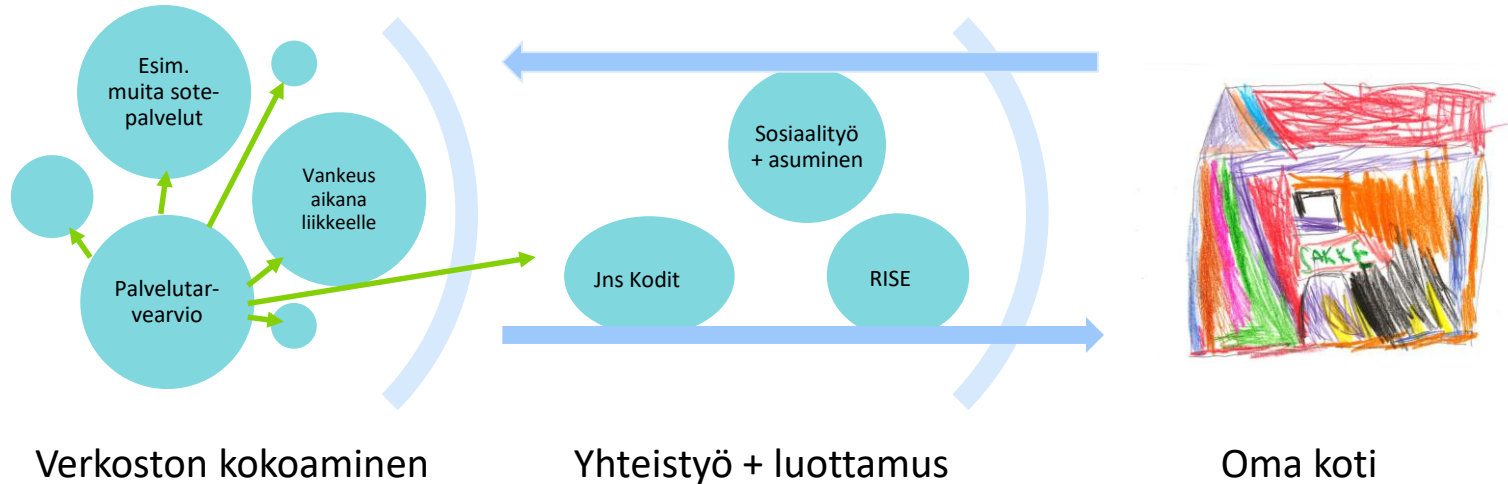 Esim.
muita sote-
palvelut
Vankeus
aikana
liikkeelle
Palvelutar-
vearvio
Sosiaalityö
+ asuminen
Jns Kodit
RISE
SAKKE
Verkoston kokoaminen
Yhteistyö + luottamus
Oma koti